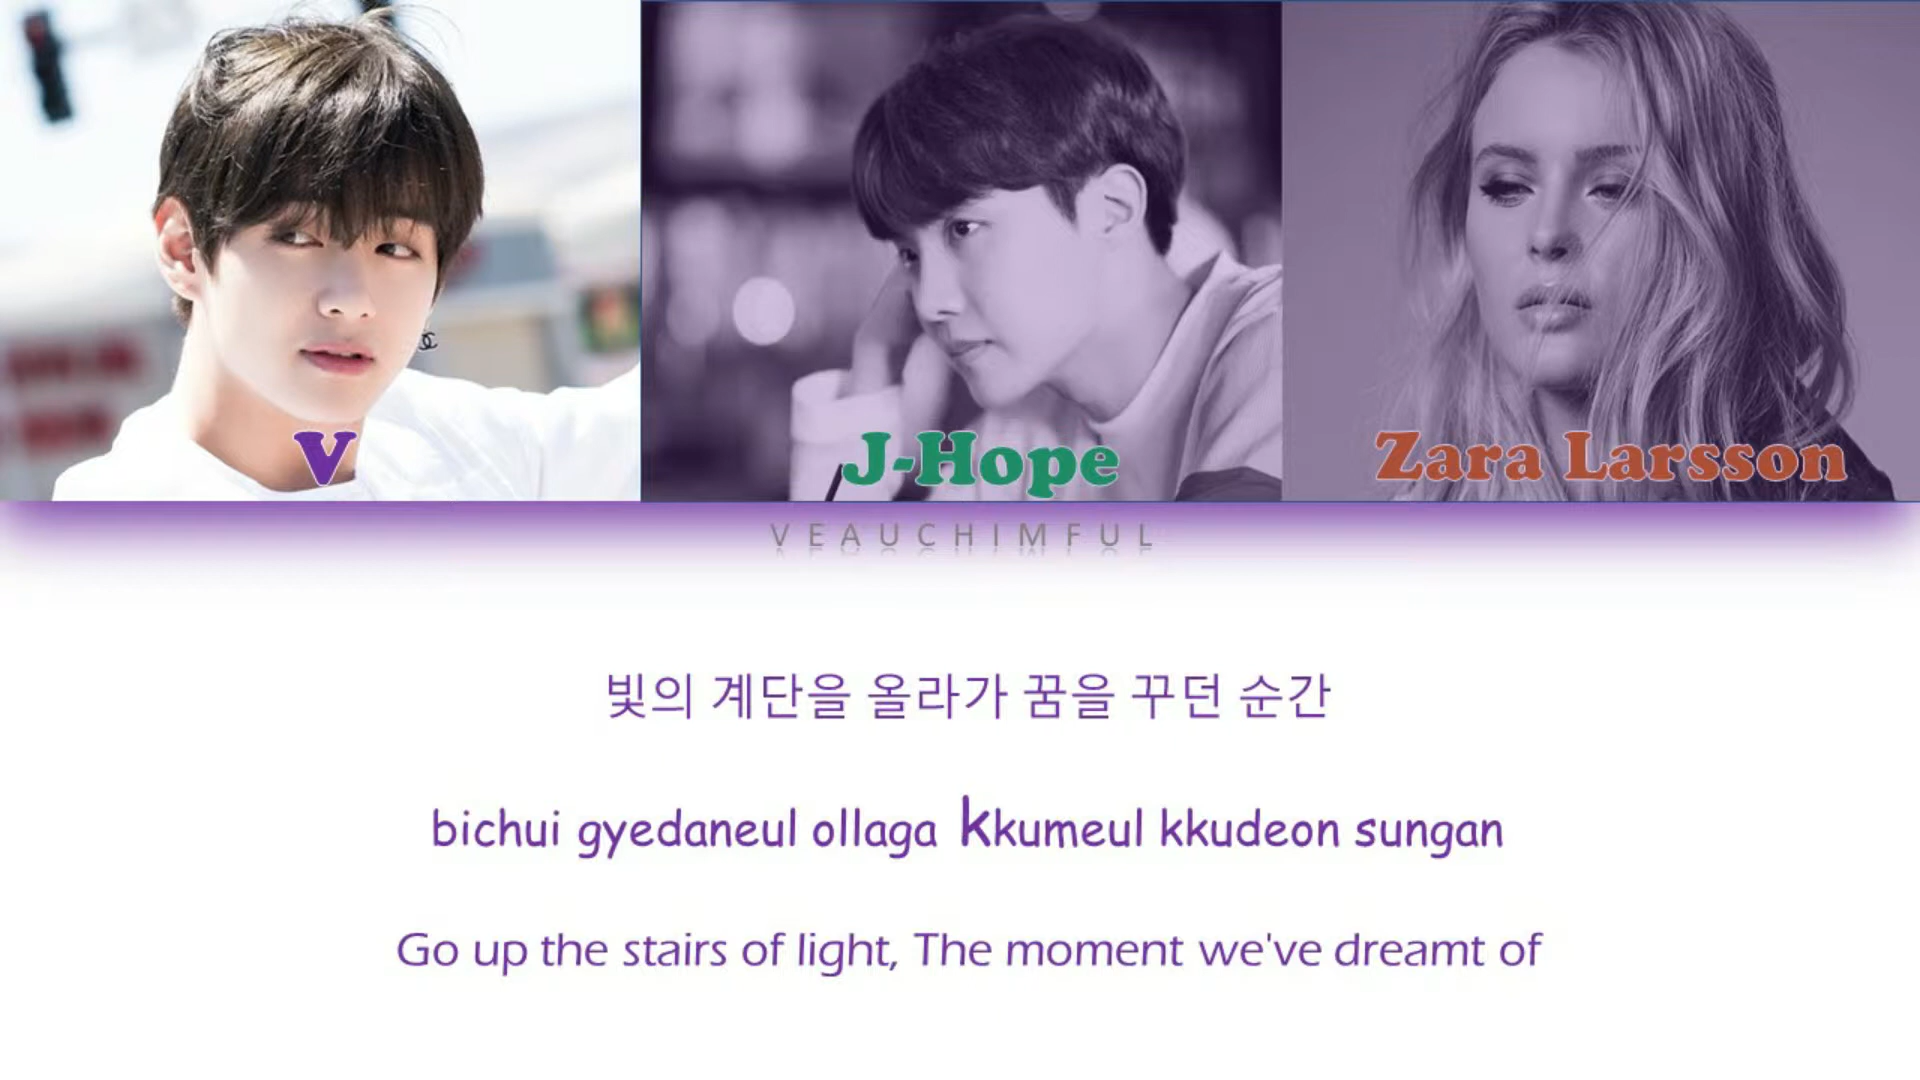 V
J-Hope
Zara Larsson
VEAUCHIMFUL
빛의 계단을 올라가 꿈을 꾸던 순간
bichui gyedaneul ollaga kkumeul kkudeon sungan
Go up the stairs of light, The moment we've dreamt of